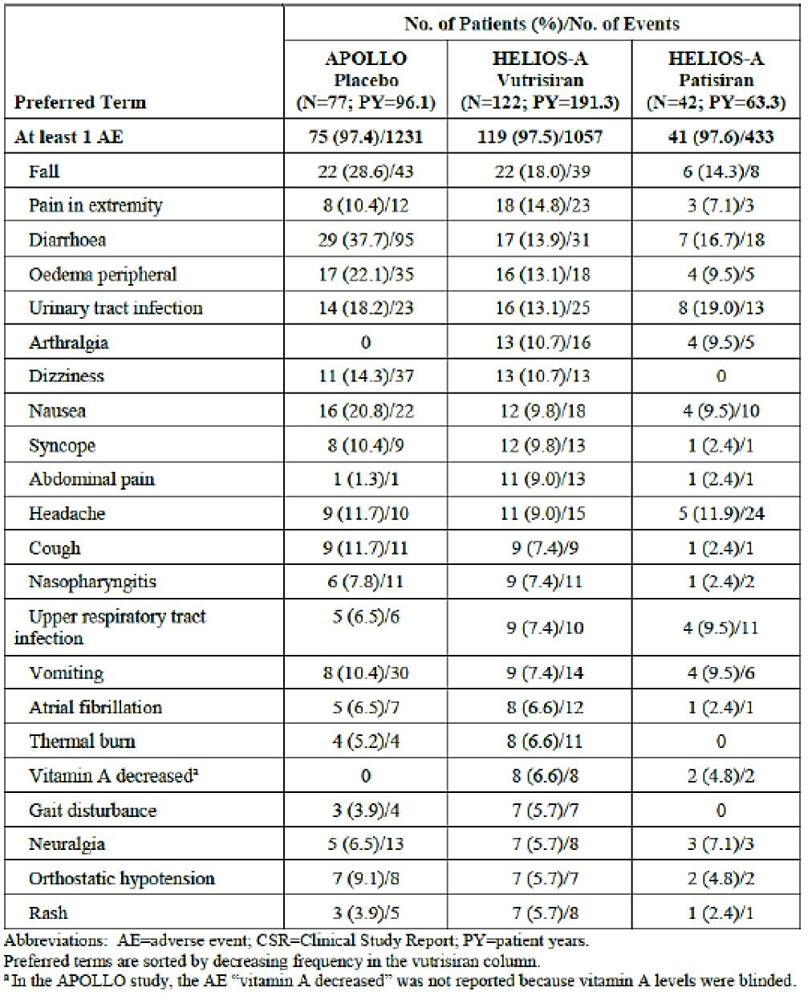 No. of Patients (%)/No. of Events
Preferred Term
APOLLO
Placebo
(N=77; PY=96.1)
HELIOS-A
Vutrisiran
(N=122; PY=191.3)
HELIOS-A
Patisiran
(N=42; PY=63.3)
At least 1 AE 75 (97.4)/1231 119 (97.5)/1057 41 (97.6)/433
Fall 22 (28.6)/43 22 (18.0)/39 6 (14.3)/8
Pain in extremity 8 (10.4)/12 18 (14.8)/23 3 (7.1)/3
Diarrhoea 29 (37.7)/95 17 (13.9)/31 7 (16.7)/18
Oedema peripheral 17 (22.1)/35 16 (13.1)/18 4 (9.5)/5
Urinary tract infection 14 (18.2)/23 16 (13.1)/25 8 (19.0)/13
Arthralgia 0 13 (10.7)/16 4 (9.5)/5
Dizziness 11 (14.3)/37 13 (10.7)/13 0
Nausea 16 (20.8)/22 12 (9.8)/18 4 (9.5)/10
Syncope 8 (10.4)/9 12 (9.8)/13 1 (2.4)/1
Abdominal pain 1 (1.3)/1 11 (9.0)/13 1 (2.4)/1
Headache 9 (11.7)/10 11 (9.0)/15 5 (11.9)/24
Cough 9 (11.7)/11 9 (7.4)/9 1 (2.4)/1
Nasopharyngitis 6 (7.8)/11 9 (7.4)/11 1 (2.4)/2
Upper respiratory tract
infection 5 (6.5)/6 9 (7.4)/10 4 (9.5)/11
Vomiting 8 (10.4)/30 9 (7.4)/14 4 (9.5)/6
Atrial fibrillation 5 (6.5)/7 8 (6.6)/12 1 (2.4)/1
Thermal burn 4 (5.2)/4 8 (6.6)/11 0
Vitamin A decreasedᵃ 0 8 (6.6)/8 2 (4.8)/2
Gait disturbance 3 (3.9)/4 7 (5.7)/7 0
Neuralgia 5 (6.5)/13 7 (5.7)/8 3 (7.1)/3
Orthostatic hypotension 7 (9.1)/8 7 (5.7)/7 2 (4.8)/2
Rash 3 (3.9)/5 7 (5.7)/8 1 (2.4)/1
Abbreviations: AE=adverse event; CSR=Clinical Study Report; PY=patient years.
Preferred terms are sorted by decreasing frequency in the vutrisiran column.
ᵃ In the APOLLO study, the AE “vitamin A decreased” was not reported because vitamin A levels were blinded.